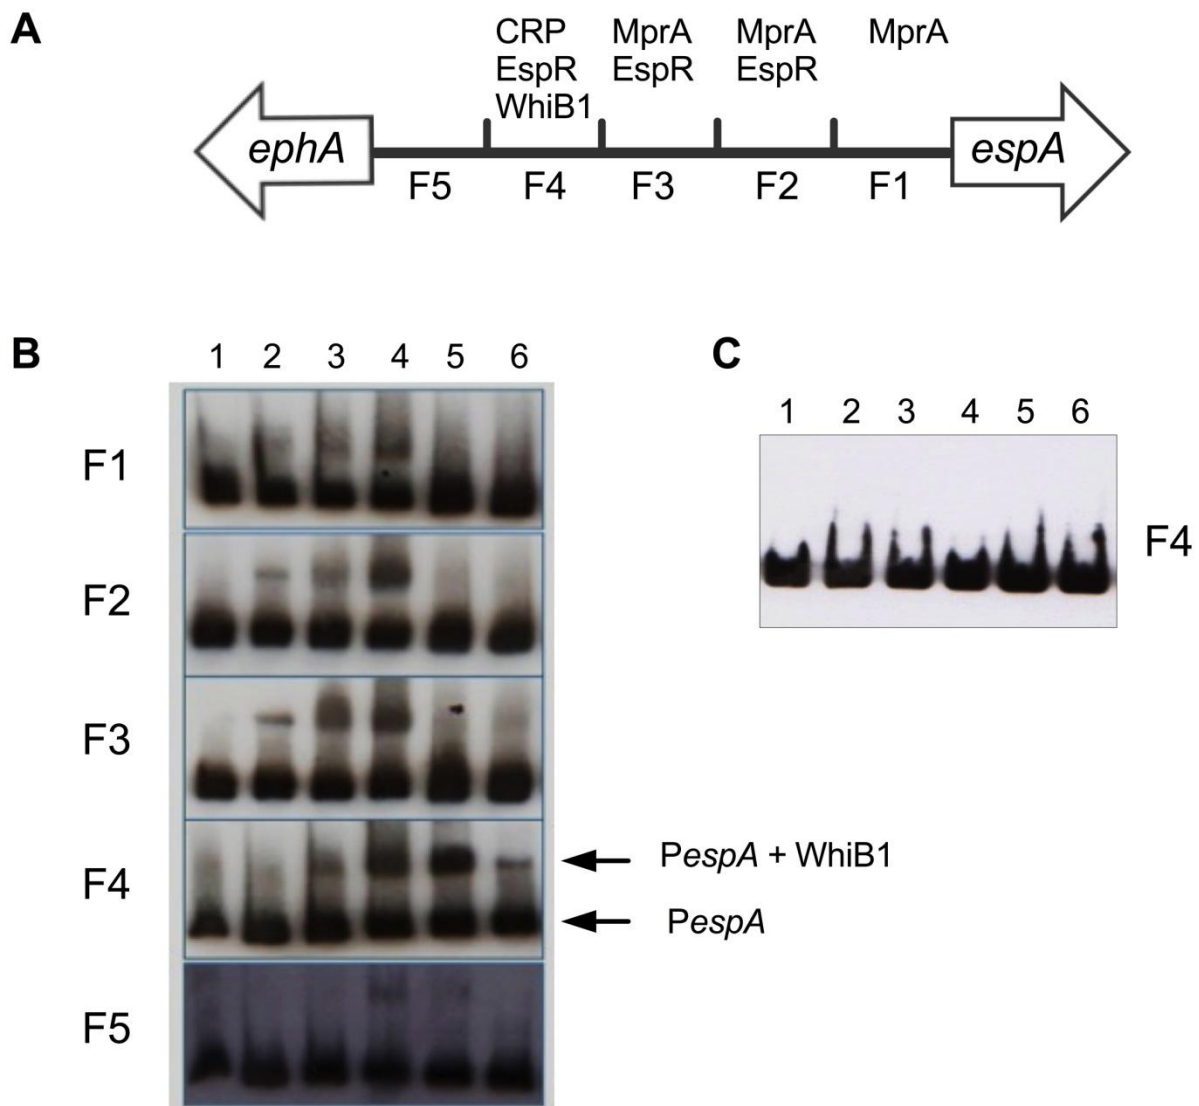 A
CRP MprA MprA MprA
EspR EspR EspR
WhiB1
ephA espA
F5 F4 F3 F2 F1
B
1 2 3 4 5 6
F1
F2
F3
F4
F5
PespA + WhiB1
PespA
C
1 2 3 4 5 6
F4